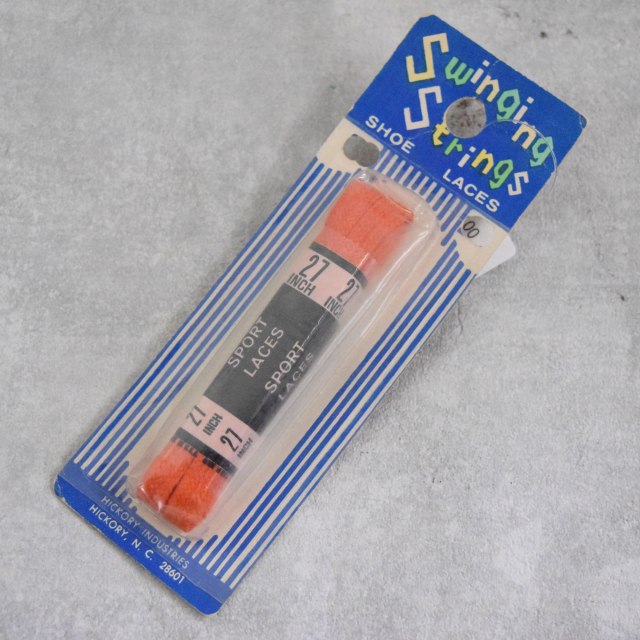 Swinging
Strings
SHOE LACES
00
27 INCH
27 INCH
SPORT
LACES
SPORT
LACES
27 INCH
27 INCH
HICKORY INDUSTRIES
HICKORY, N. C. 28601